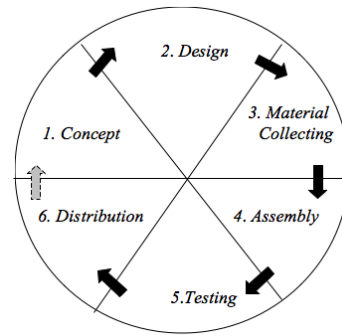 1. Concept
2. Design
3. Material
Collecting
4. Assembly
5.Testing
6. Distribution